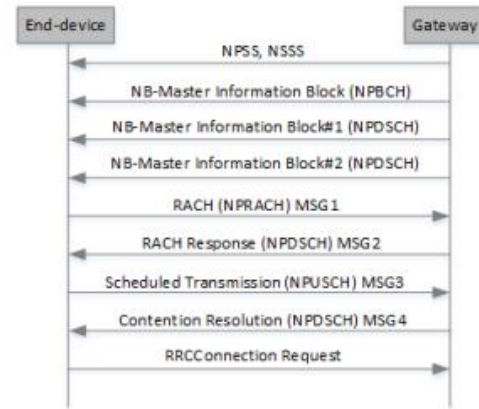 End-device
Gateway
NPSS, NSSS
NB-Master Information Block (NPBCH)
NB-Master Information Block#1 (NPDSCH)
NB-Master Information Block#2 (NPDSCH)
RACH (NPRACH) MSG1
RACH Response (NPDSCH) MSG2
Scheduled Transmission (NPUSCH) MSG3
Contention Resolution (NPDSCH) MSG4
RRCConnection Request